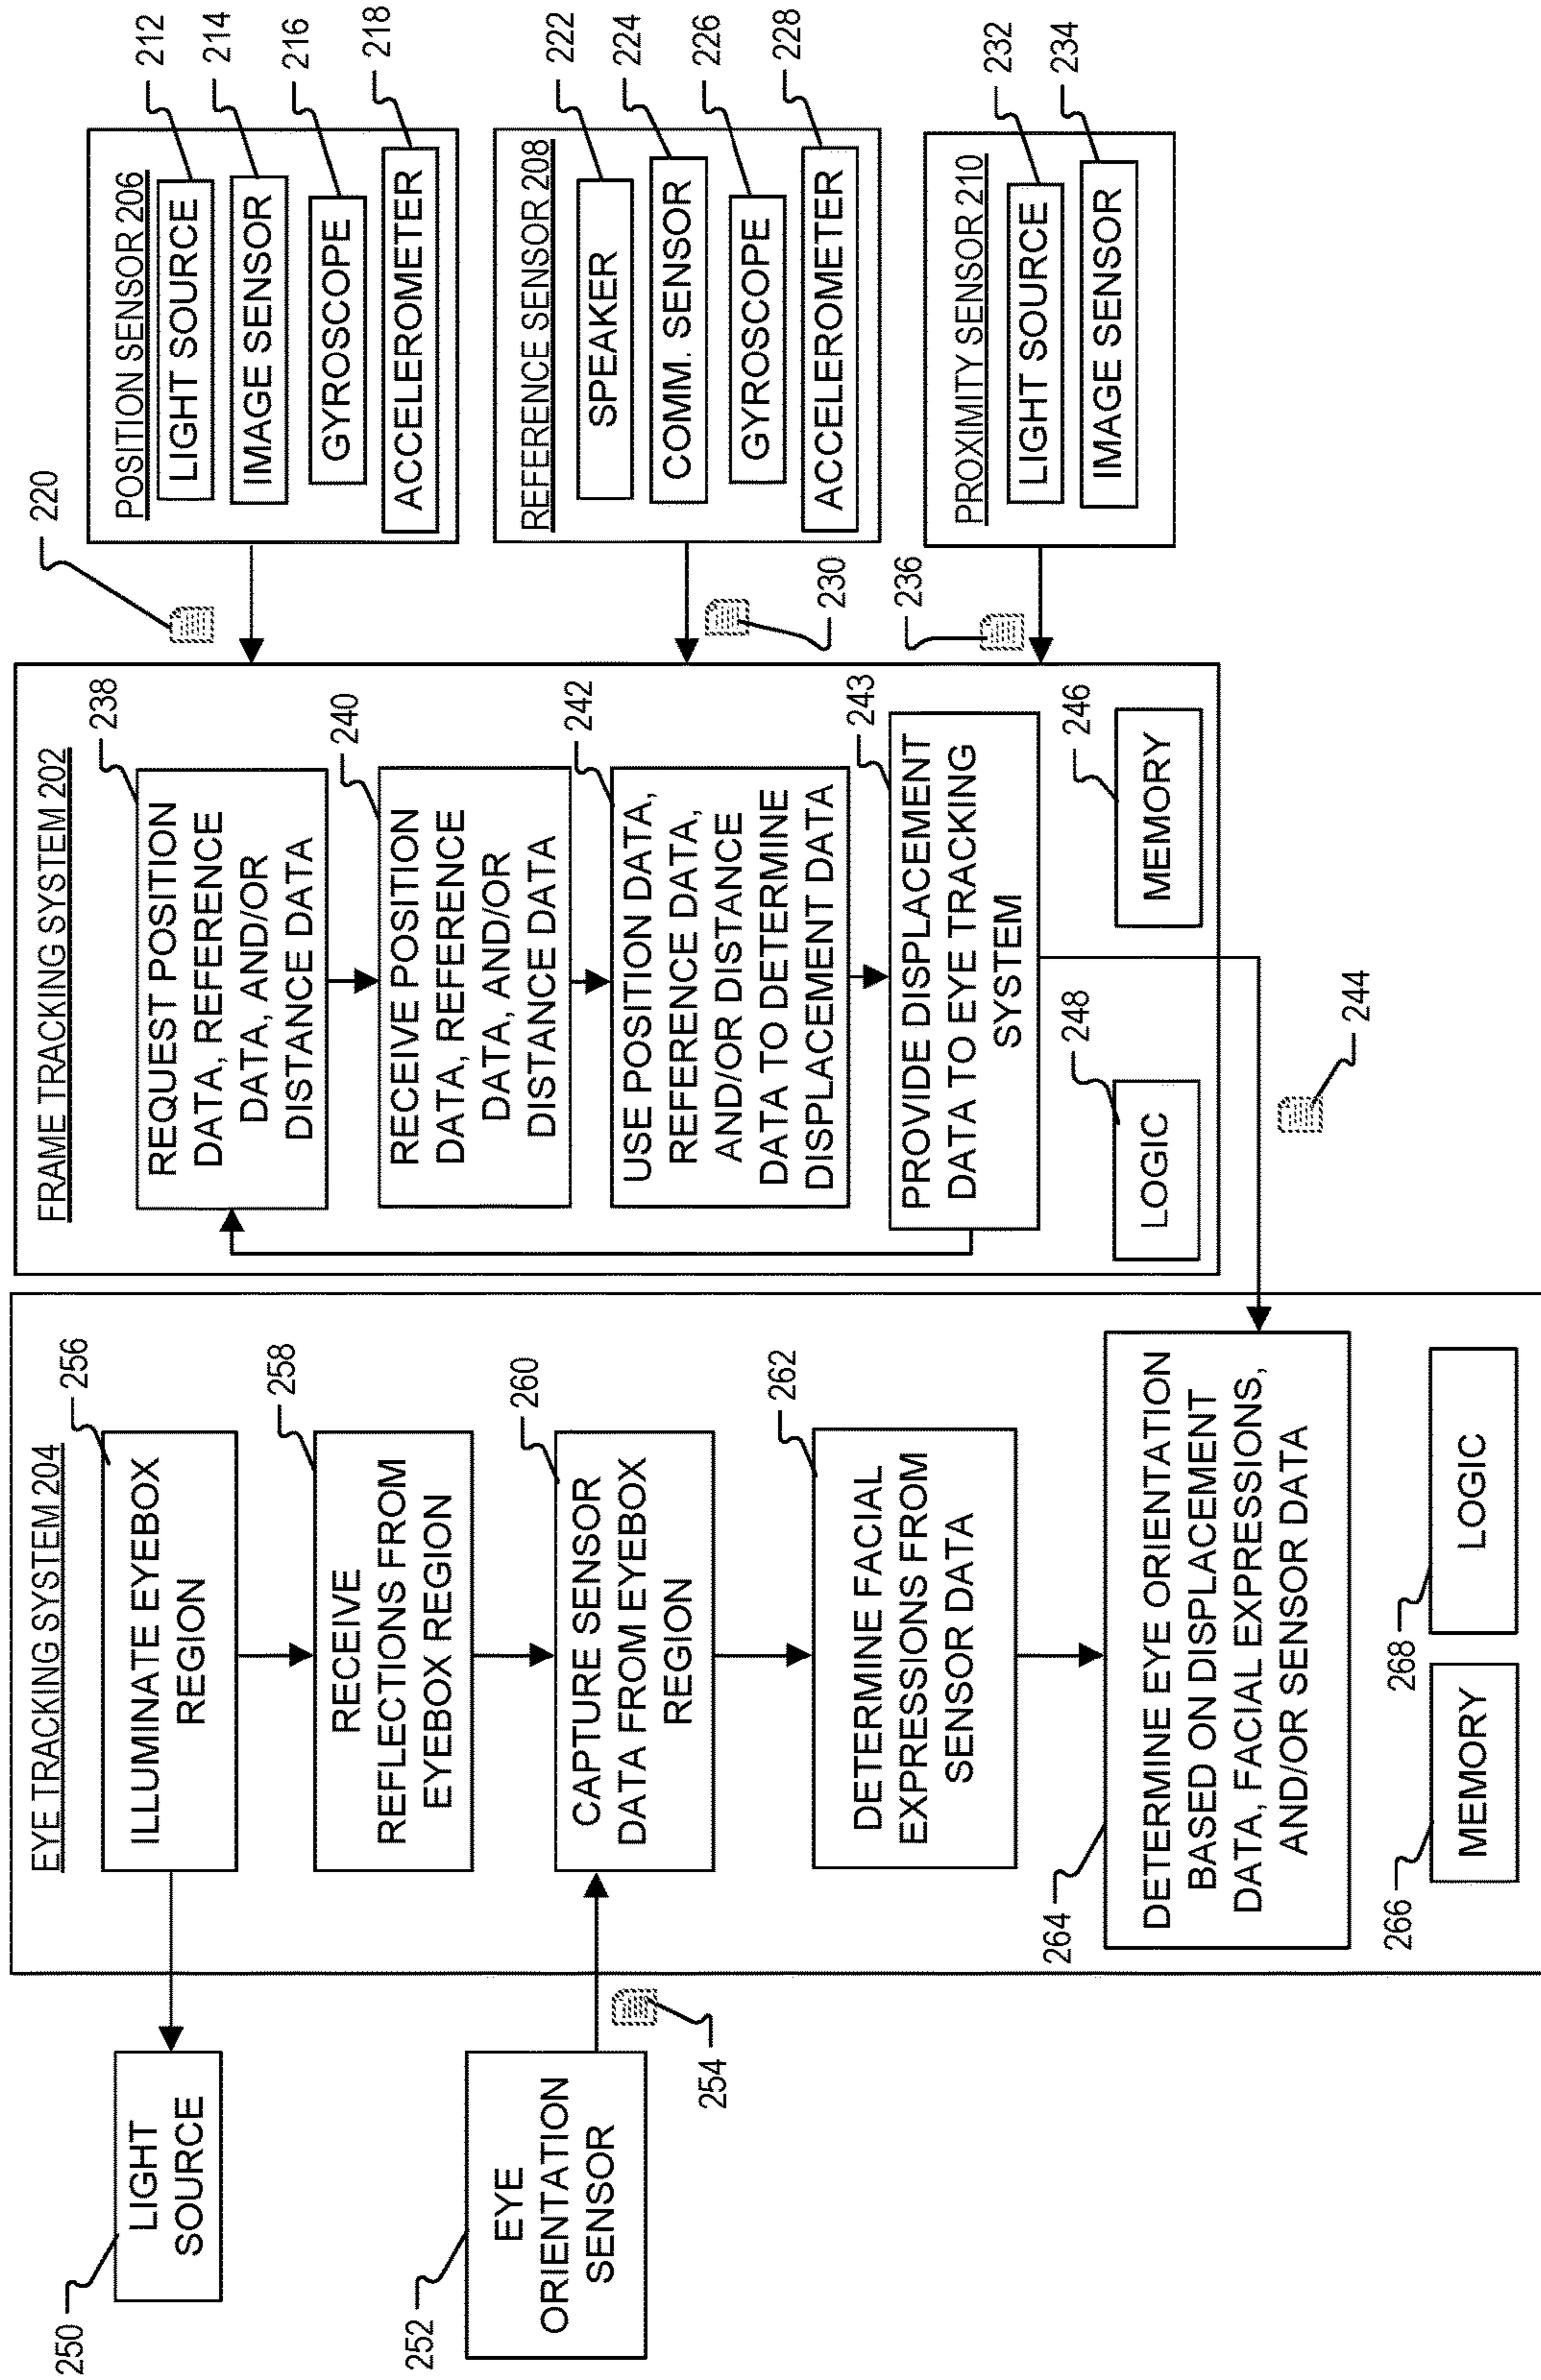 250
LIGHT
SOURCE
252
EYE
ORIENTATION
SENSOR
254
EYE TRACKING SYSTEM 204
256
ILLUMINATE EYEBOX
REGION
258
RECEIVE
REFLECTIONS FROM
EYEBOX REGION
260
CAPTURE SENSOR
DATA FROM EYEBOX
REGION
262
DETERMINE FACIAL
EXPRESSIONS FROM
SENSOR DATA
264
DETERMINE EYE ORIENTATION
BASED ON DISPLACEMENT
DATA, FACIAL EXPRESSIONS,
AND/OR SENSOR DATA
266
MEMORY
268
LOGIC
FRAME TRACKING SYSTEM 202
238
REQUEST POSITION
DATA, REFERENCE
DATA, AND/OR
DISTANCE DATA
240
RECEIVE POSITION
DATA, REFERENCE
DATA, AND/OR
DISTANCE DATA
242
USE POSITION DATA,
REFERENCE DATA,
AND/OR DISTANCE
DATA TO DETERMINE
DISPLACEMENT DATA
243
PROVIDE DISPLACEMENT
DATA TO EYE TRACKING
SYSTEM
248
LOGIC
246
MEMORY
244
220
POSITION SENSOR 206
LIGHT SOURCE
212
IMAGE SENSOR
214
GYROSCOPE
216
ACCELEROMETER
218
230
REFERENCE SENSOR 208
SPEAKER
222
COMM. SENSOR
224
GYROSCOPE
226
ACCELEROMETER
228
236
PROXIMITY SENSOR 210
LIGHT SOURCE
232
IMAGE SENSOR
234